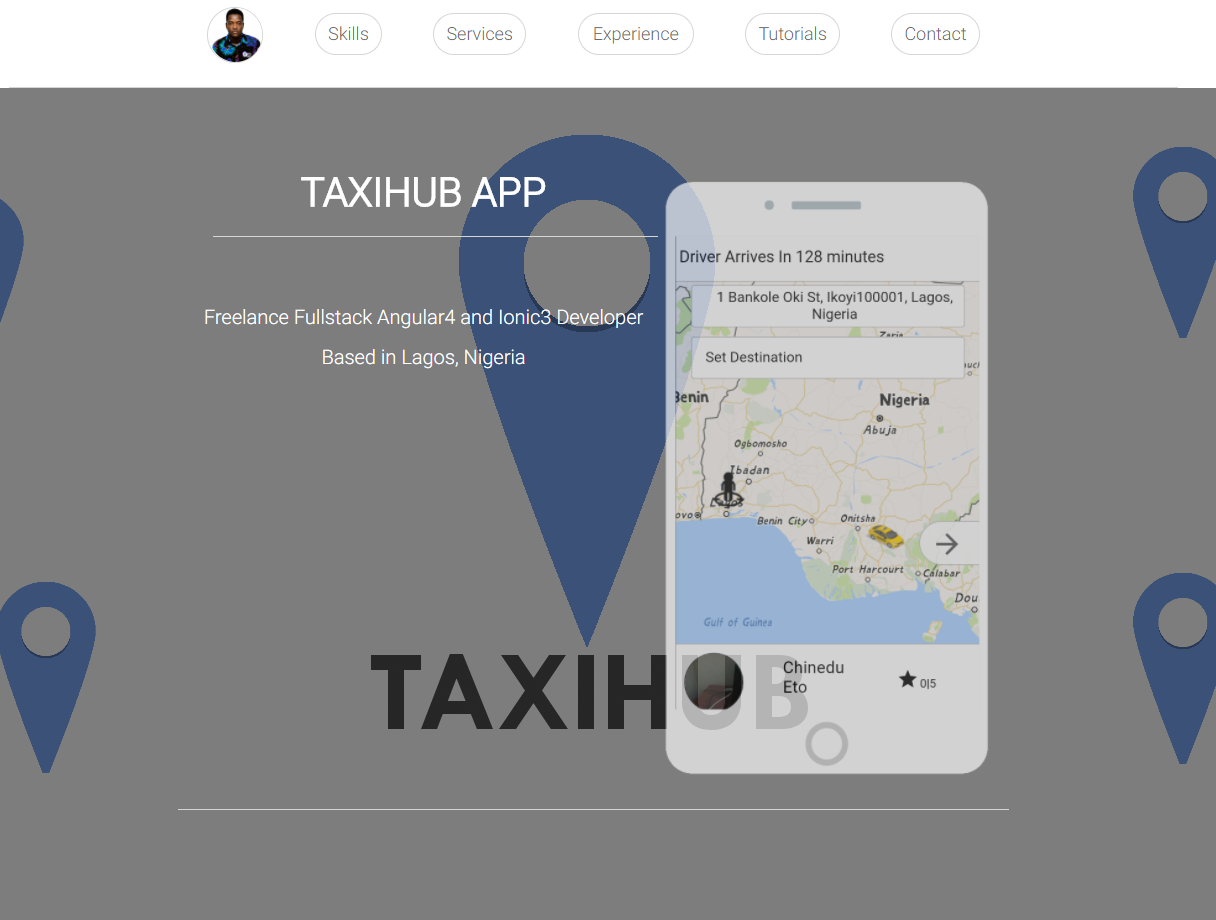 Skills
Services
Experience
Tutorials
Contact
TAXIHUB APP
Freelance Fullstack Angular4 and Ionic3 Developer
Based in Lagos, Nigeria
Driver Arrives In 128 minutes
1 Bankole Oki St, Ikoyi100001, Lagos,
Nigeria
Zaria
Set Destination
Benin
Nigeria
Abuja
Ogbomosho
Ibadan
Lagos
Benin City
Onitsha
Warri
Port Harcourt
Calabar
Dou
Gulf of Guinea
Chinedu
Eto
0|5
TAXIHUB